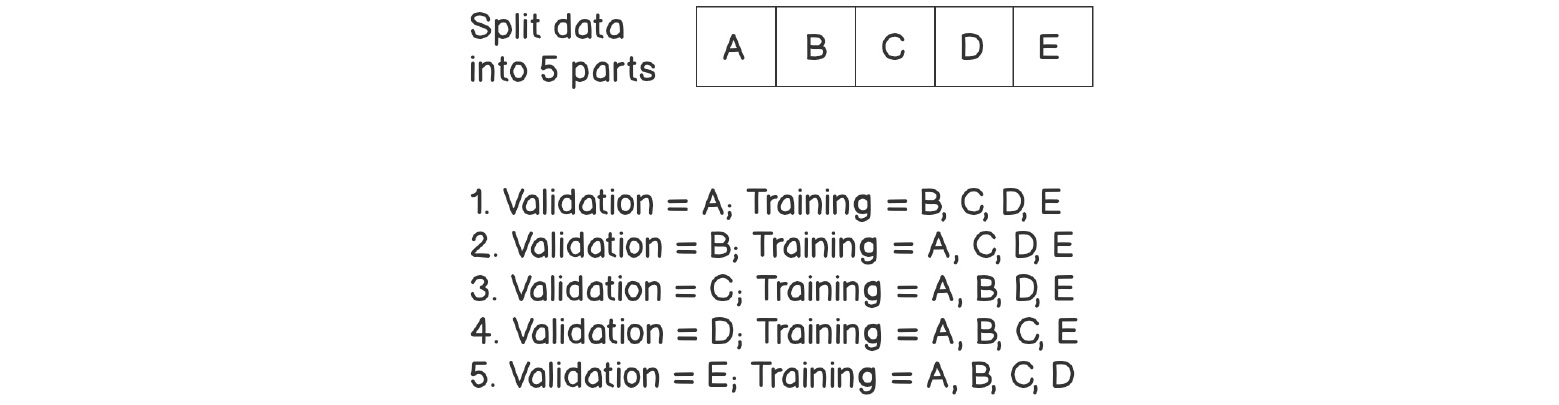 Split data
into 5 parts
A B C D E
1. Validation = A; Training = B, C, D, E
2. Validation = B; Training = A, C, D, E
3. Validation = C; Training = A, B, D, E
4. Validation = D; Training = A, B, C, E
5. Validation = E; Training = A, B, C, D